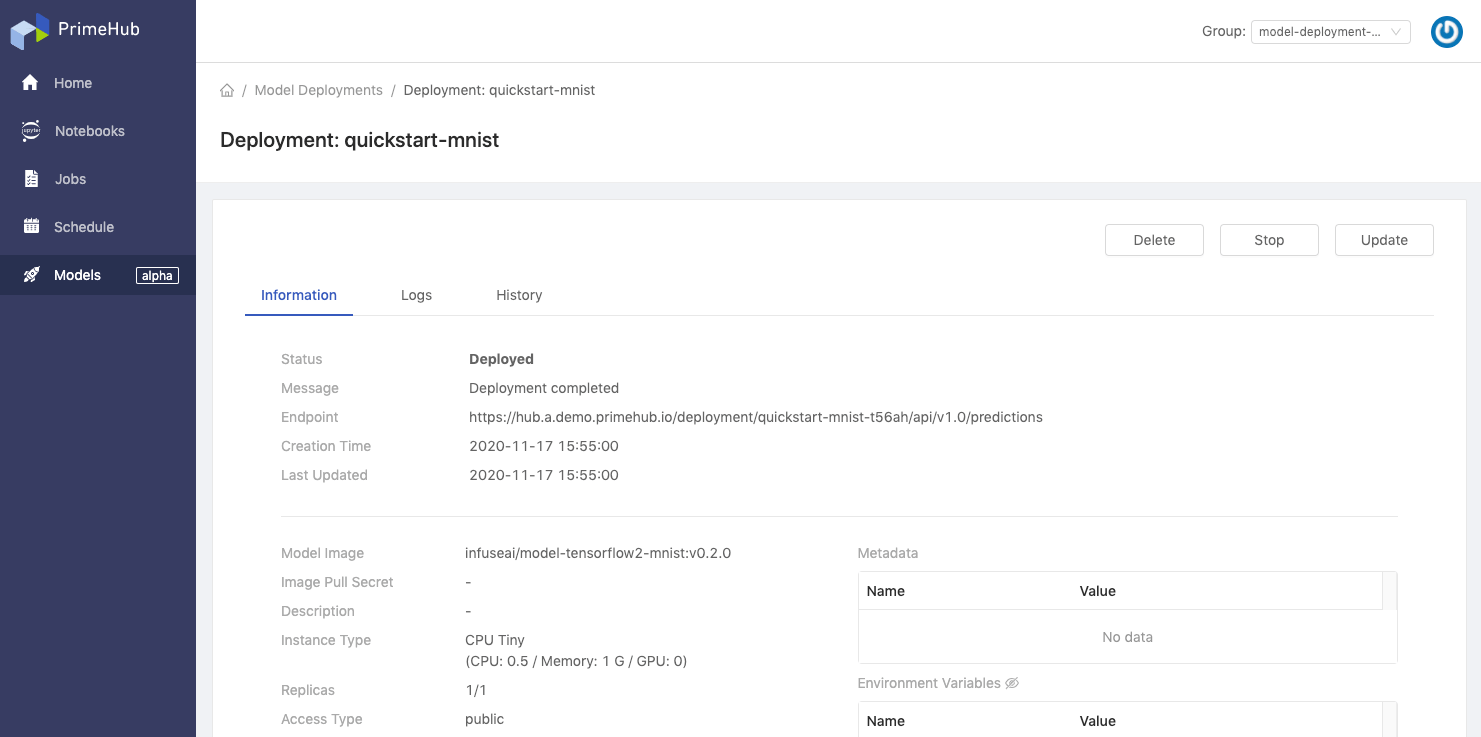 PrimeHub
Group: model-deployment-...
Home
Notebooks
Jobs
Schedule
Models alpha
/ Model Deployments / Deployment: quickstart-mnist
Deployment: quickstart-mnist
Delete Stop Update
Information Logs History
Status Deployed
Message Deployment completed
Endpoint https://hub.a.demo.primehub.io/deployment/quickstart-mnist-t56ah/api/v1.0/predictions
Creation Time 2020-11-17 15:55:00
Last Updated 2020-11-17 15:55:00
Model Image infuseai/model-tensorflow2-mnist:v0.2.0
Image Pull Secret -
Description -
Instance Type CPU Tiny
(CPU: 0.5 / Memory: 1 G / GPU: 0)
Replicas 1/1
Access Type public
Metadata
Name Value
No data
Environment Variables
Name Value